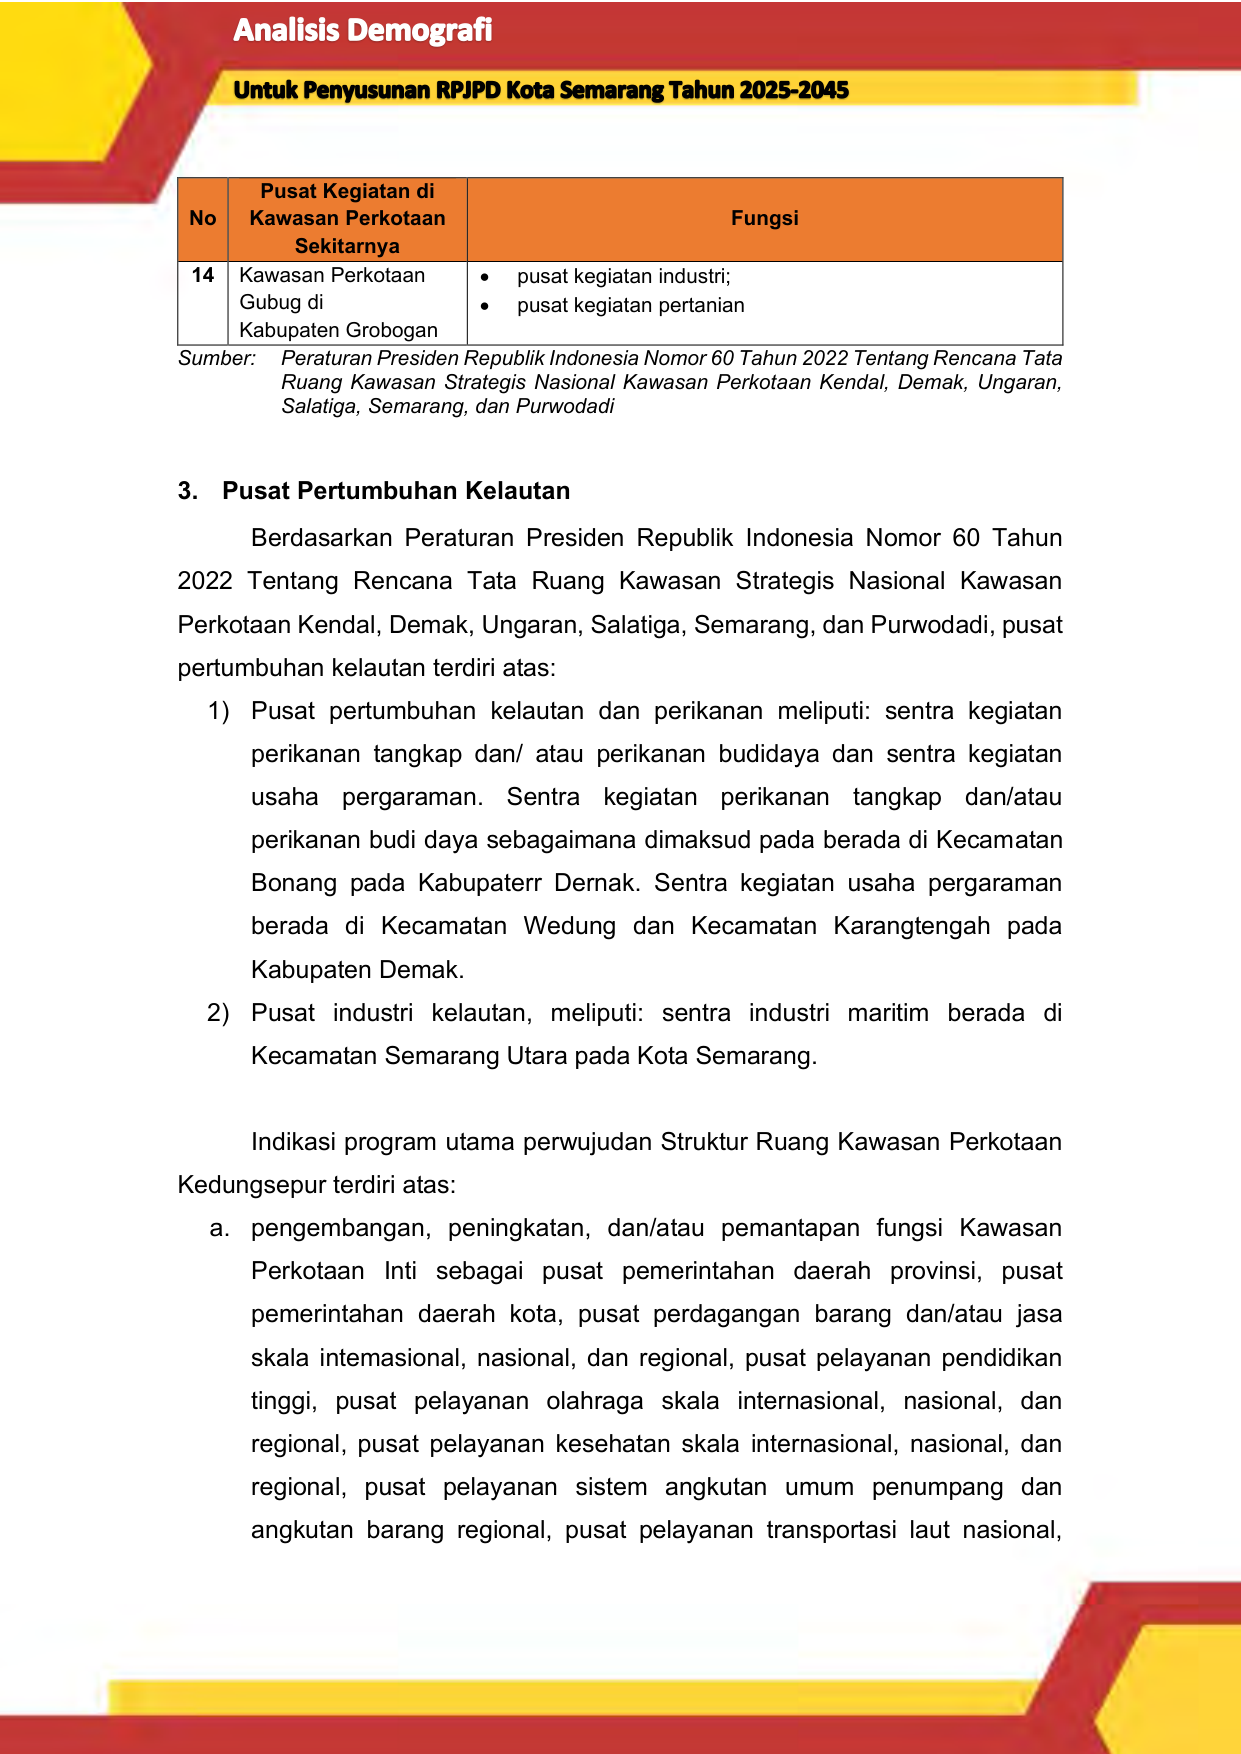 Analisis Demografi
Untuk Penyusunan RPJPD Kota Semarang Tahun 2025-2045
No
Pusat Kegiatan di
Kawasan Perkotaan
Sekitarnya
Fungsi
14
Kawasan Perkotaan
Gubug di
Kabupaten Grobogan
• pusat kegiatan industri;
• pusat kegiatan pertanian
Sumber: Peraturan Presiden Republik Indonesia Nomor 60 Tahun 2022 Tentang Rencana Tata
Ruang Kawasan Strategis Nasional Kawasan Perkotaan Kendal, Demak, Ungaran,
Salatiga, Semarang, dan Purwodadi
3. Pusat Pertumbuhan Kelautan
Berdasarkan Peraturan Presiden Republik Indonesia Nomor 60 Tahun
2022 Tentang Rencana Tata Ruang Kawasan Strategis Nasional Kawasan
Perkotaan Kendal, Demak, Ungaran, Salatiga, Semarang, dan Purwodadi, pusat
pertumbuhan kelautan terdiri atas:
1) Pusat pertumbuhan kelautan dan perikanan meliputi: sentra kegiatan
perikanan tangkap dan/ atau perikanan budidaya dan sentra kegiatan
usaha pergaraman. Sentra kegiatan perikanan tangkap dan/atau
perikanan budi daya sebagaimana dimaksud pada berada di Kecamatan
Bonang pada Kabupaterr Dernak. Sentra kegiatan usaha pergaraman
berada di Kecamatan Wedung dan Kecamatan Karangtengah pada
Kabupaten Demak.
2) Pusat industri kelautan, meliputi: sentra industri maritim berada di
Kecamatan Semarang Utara pada Kota Semarang.
Indikasi program utama perwujudan Struktur Ruang Kawasan Perkotaan
Kedungsepur terdiri atas:
a. pengembangan, peningkatan, dan/atau pemantapan fungsi Kawasan
Perkotaan Inti sebagai pusat pemerintahan daerah provinsi, pusat
pemerintahan daerah kota, pusat perdagangan barang dan/atau jasa
skala intemasional, nasional, dan regional, pusat pelayanan pendidikan
tinggi, pusat pelayanan olahraga skala internasional, nasional, dan
regional, pusat pelayanan kesehatan skala internasional, nasional, dan
regional, pusat pelayanan sistem angkutan umum penumpang dan
angkutan barang regional, pusat pelayanan transportasi laut nasional,